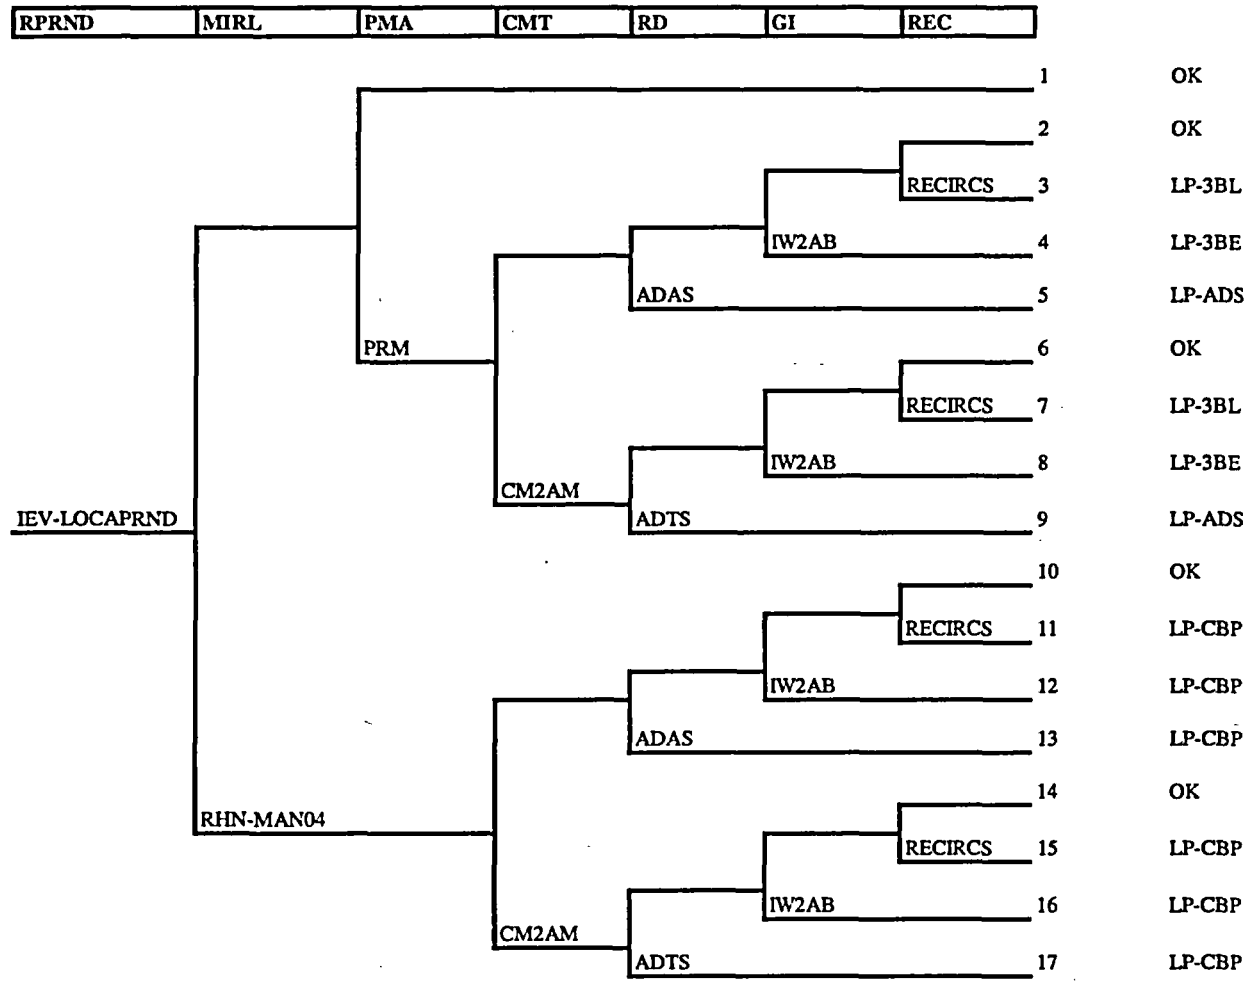 RPRND MIRL PMA CMT RD GI REC
1 OK
2 OK
RECIRCS 3 LP-3BL
IW2AB 4 LP-3BE
ADAS 5 LP-ADS
PRM 6 OK
RECIRCS 7 LP-3BL
IW2AB 8 LP-3BE
CM2AM
IEV-LOCAPRND ADTS 9 LP-ADS
10 OK
RECIRCS 11 LP-CBP
IW2AB 12 LP-CBP
ADAS 13 LP-CBP
14 OK
RHN-MAN04
RECIRCS 15 LP-CBP
IW2AB 16 LP-CBP
CM2AM
ADTS 17 LP-CBP